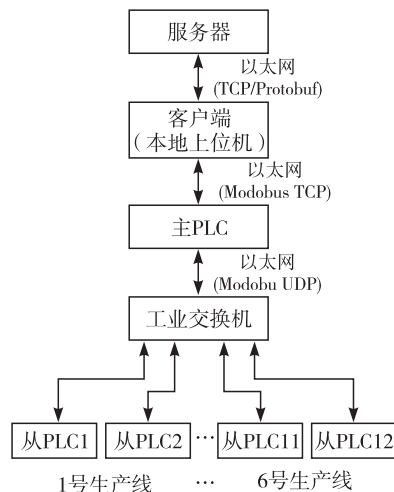 服务器
以太网
(TCP/Protobuf)
客户端
(本地上位机)
以太网
(Modobus TCP)
主PLC
以太网
(Modobu UDP)
工业交换机
从PLC1 从PLC2 … 从PLC11 从PLC12
1号生产线 … 6号生产线